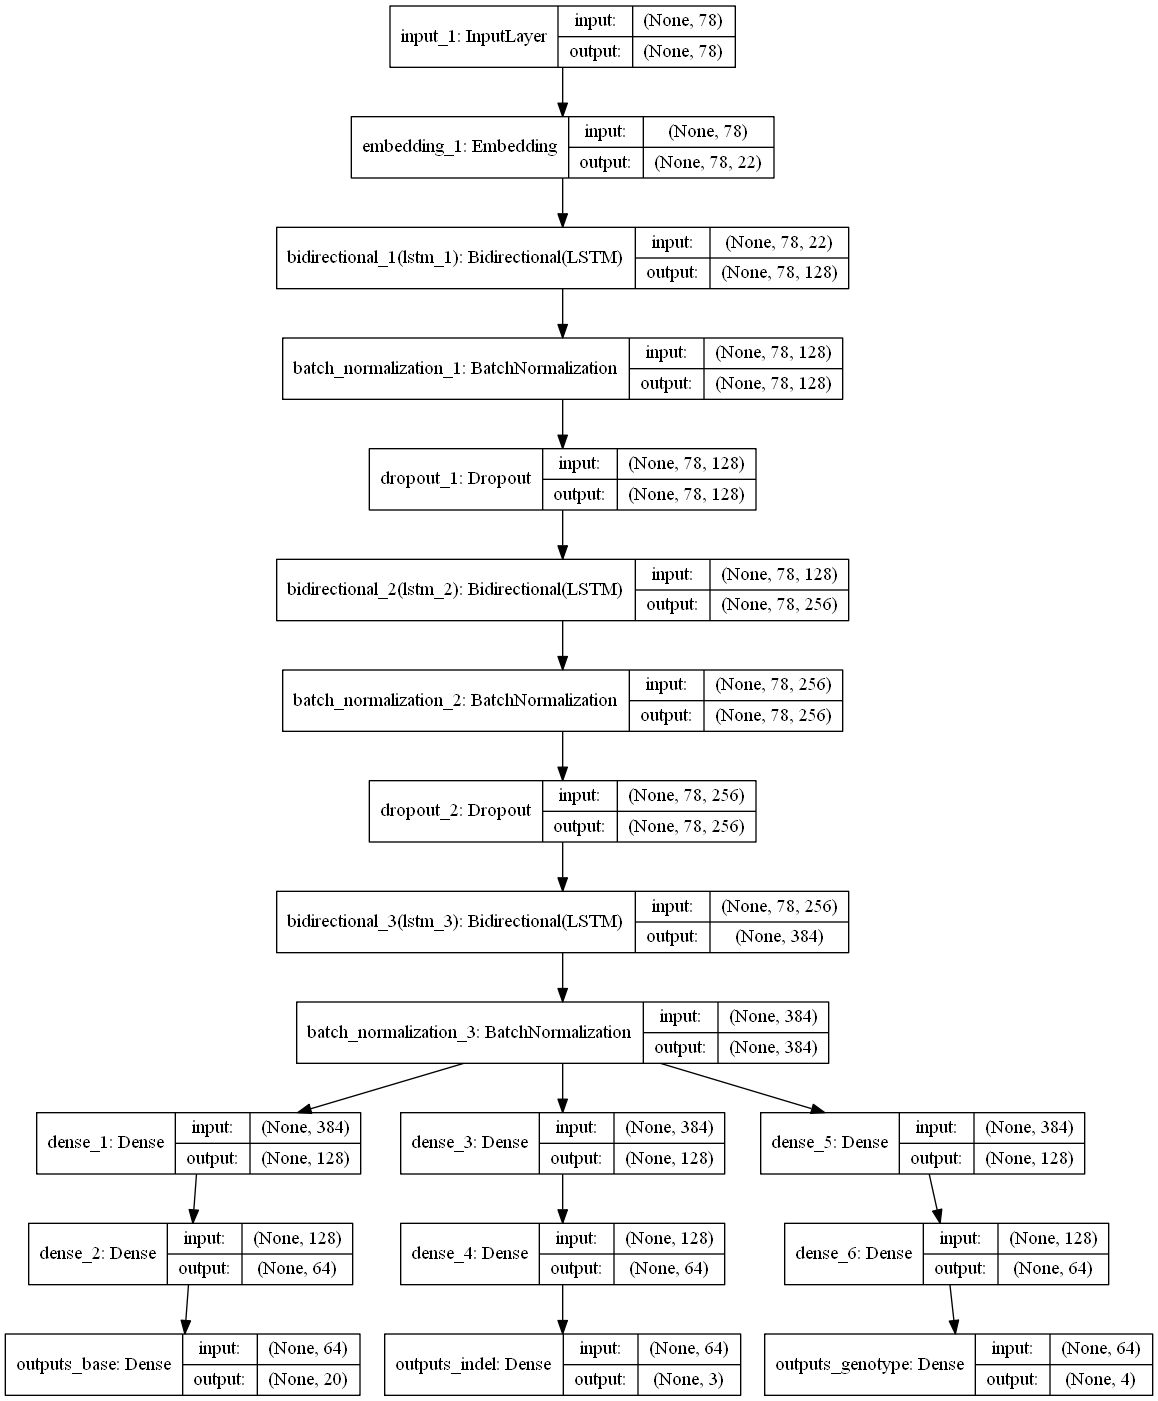 input_1: InputLayer
input: (None, 78)
output: (None, 78)
embedding_1: Embedding
input: (None, 78)
output: (None, 78, 22)
bidirectional_1(lstm_1): Bidirectional(LSTM)
input: (None, 78, 22)
output: (None, 78, 128)
batch_normalization_1: BatchNormalization
input: (None, 78, 128)
output: (None, 78, 128)
dropout_1: Dropout
input: (None, 78, 128)
output: (None, 78, 128)
bidirectional_2(lstm_2): Bidirectional(LSTM)
input: (None, 78, 128)
output: (None, 78, 256)
batch_normalization_2: BatchNormalization
input: (None, 78, 256)
output: (None, 78, 256)
dropout_2: Dropout
input: (None, 78, 256)
output: (None, 78, 256)
bidirectional_3(lstm_3): Bidirectional(LSTM)
input: (None, 78, 256)
output: (None, 384)
batch_normalization_3: BatchNormalization
input: (None, 384)
output: (None, 384)
dense_1: Dense
input: (None, 384)
output: (None, 128)
dense_3: Dense
input: (None, 384)
output: (None, 128)
dense_5: Dense
input: (None, 384)
output: (None, 128)
dense_2: Dense
input: (None, 128)
output: (None, 64)
dense_4: Dense
input: (None, 128)
output: (None, 64)
dense_6: Dense
input: (None, 128)
output: (None, 64)
outputs_base: Dense
input: (None, 64)
output: (None, 20)
outputs_indel: Dense
input: (None, 64)
output: (None, 3)
outputs_genotype: Dense
input: (None, 64)
output: (None, 4)